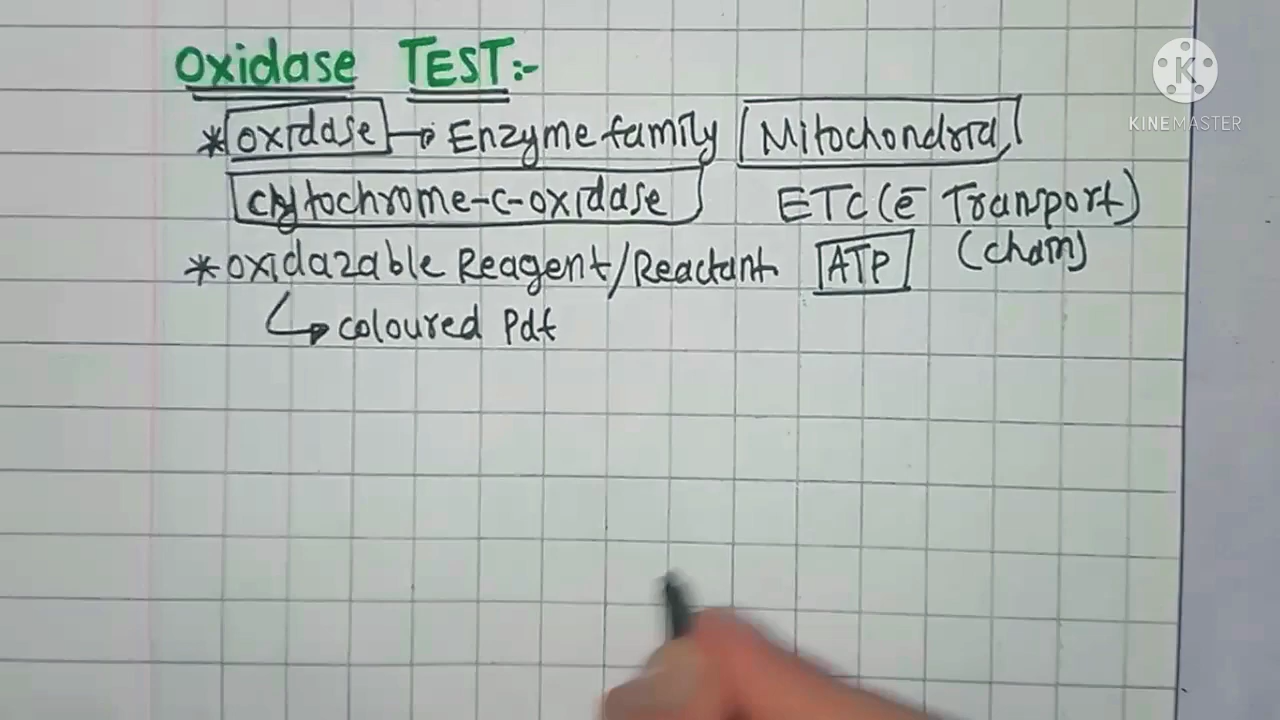 Oxidase TEST:-
* oxidase → Enzyme family Mitochondria,
cytochrome-c-oxidase ETC (ē Transport)
(chain)
* oxidazable Reagent/Reactant ATP
↳ coloured Pdt
K
KINEMASTER